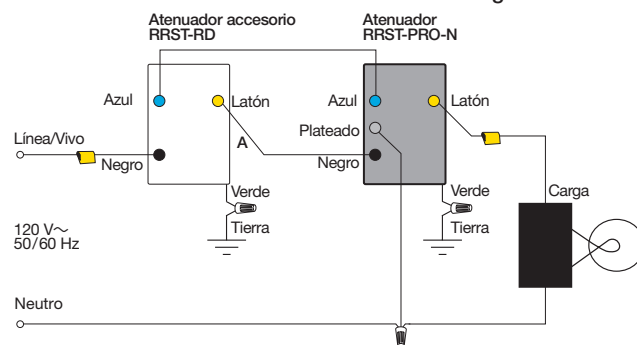 Atenuador accesorio
RRST-RD
Atenuador
RRST-PRO-N
Azul
Latón
Azul
Latón
Plateado
Línea/Vivo
A
Negro
Negro
Verde
Verde
Carga
Tierra
Tierra
120 V~
50/60 Hz
Neutro